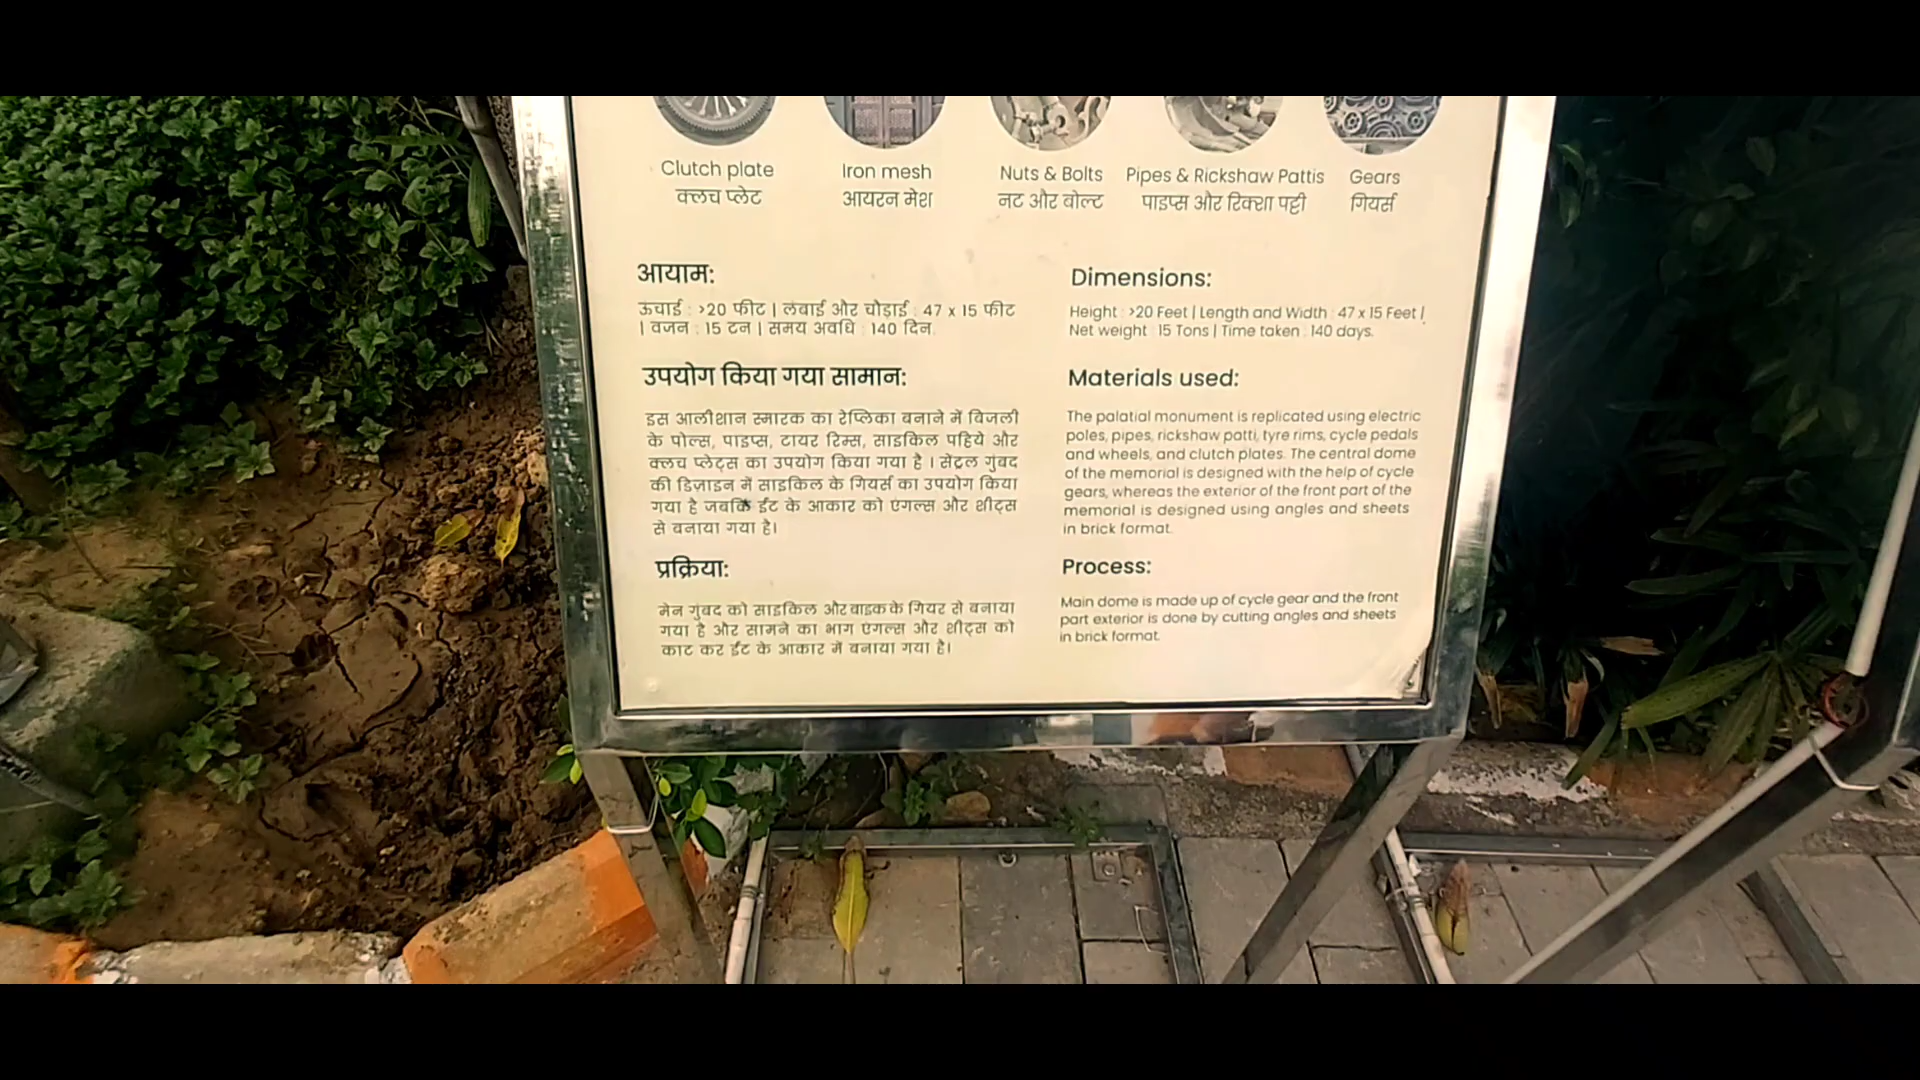 Clutch plate
क्लच प्लेट
Iron mesh
आयरन मेश
Nuts & Bolts
नट और बोल्ट
Pipes & Rickshaw Pattis
पाइप्स और रिक्शा पट्टी
Gears
गियर्स
आयाम:
ऊंचाई : >20 फीट | लंबाई और चौड़ाई : 47 x 15 फीट
| वजन : 15 टन | समय अवधि : 140 दिन
उपयोग किया गया सामान:
इस आलीशान स्मारक का रेप्लिका बनाने में बिजली
के पोल्स, पाइप्स, टायर रिम्स, साइकिल पहिये और
क्लच प्लेट्स का उपयोग किया गया है । सेंट्रल गुंबद
की डिज़ाइन में साइकिल के गियर्स का उपयोग किया
गया है जबकि ईंट के आकार को एंगल्स और शीट्स
से बनाया गया है।
प्रक्रिया:
मेन गुंबद को साइकिल और बाइक के गियर से बनाया
गया है और सामने का भाग एंगल्स और शीट्स को
काट कर ईंट के आकार में बनाया गया है।
Dimensions:
Height : >20 Feet | Length and Width : 47 x 15 Feet |
Net weight : 15 Tons | Time taken : 140 days.
Materials used:
The palatial monument is replicated using electric
poles, pipes, rickshaw patti, tyre rims, cycle pedals
and wheels, and clutch plates. The central dome
of the memorial is designed with the help of cycle
gears, whereas the exterior of the front part of the
memorial is designed using angles and sheets
in brick format.
Process:
Main dome is made up of cycle gear and the front
part exterior is done by cutting angles and sheets
in brick format.